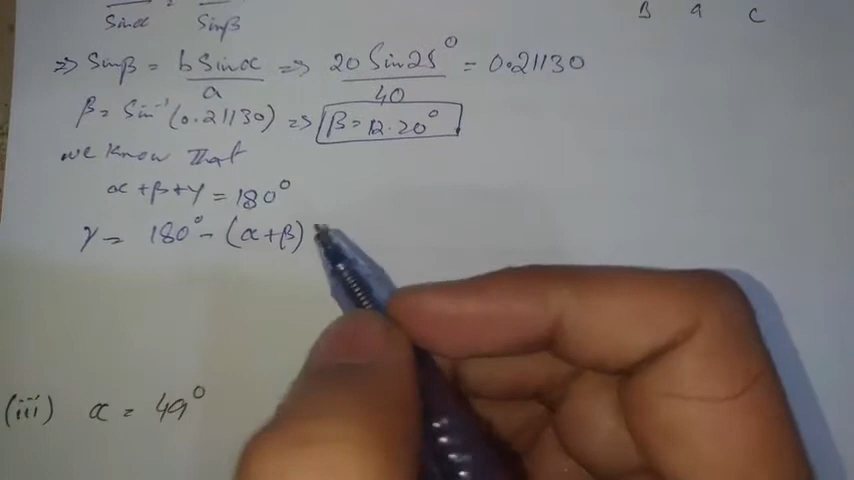 Sinα = Sinβ
B a C
=> Sinβ = bSinα/a => 20 Sin25°/40 = 0.21130
β = Sin⁻¹(0.21130) => β = 12.20°
we know that
α+β+γ = 180°
γ = 180° - (α+β)
(iii) α = 49°